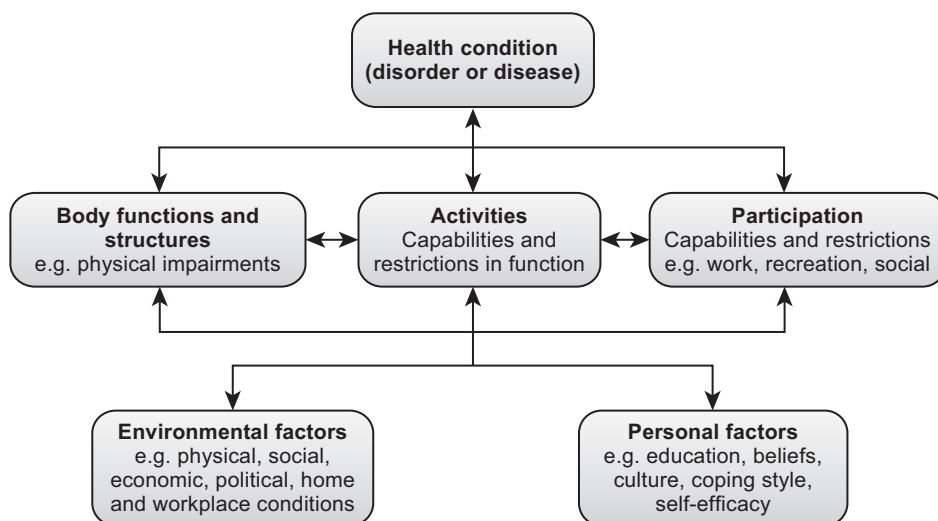 Health condition
(disorder or disease)
Body functions and
structures
e.g. physical impairments
Activities
Capabilities and
restrictions in function
Participation
Capabilities and restrictions
e.g. work, recreation, social
Environmental factors
e.g. physical, social,
economic, political, home
and workplace conditions
Personal factors
e.g. education, beliefs,
culture, coping style,
self-efficacy